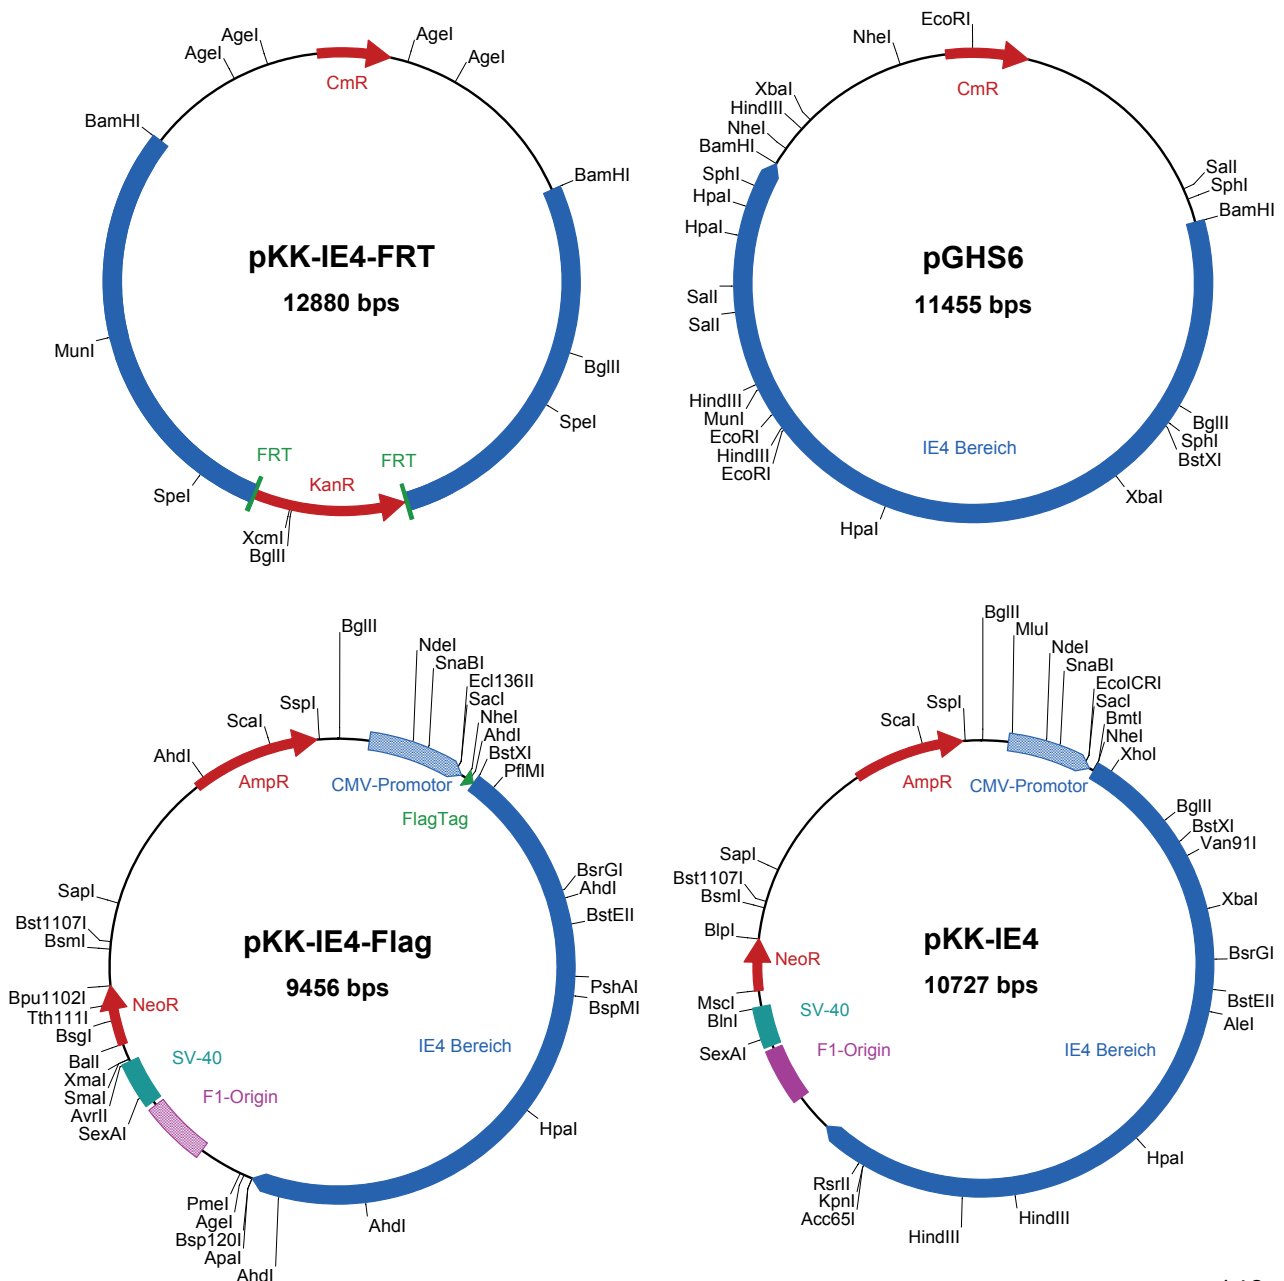 AgeI
AgeI
AgeI
AgeI
CmR
BamHI
BamHI
pKK-IE4-FRT
12880 bps
MunI
BglII
SpeI
FRT
FRT
KanR
SpeI
XcmI
BglII
EcoRI
NheI
CmR
XbaI
HindIII
NheI
BamHI
SphI
HpaI
HpaI
SalI
SphI
BamHI
pGHS6
11455 bps
SalI
SalI
HindIII
MunI
EcoRI
HindIII
EcoRI
BglII
SphI
BstXI
IE4 Bereich
XbaI
HpaI
BglII
NdeI
SnaBI
Ecl136II
SacI
NheI
AhdI
BstXI
PflMI
SspI
ScaI
AhdI
AmpR
CMV-Promotor
FlagTag
BsrGI
AhdI
BstEII
SapI
Bst1107I
BsmI
pKK-IE4-Flag
9456 bps
PshAI
BspMI
Bpu1102I
Tth111I
BsgI
NeoR
IE4 Bereich
BalI
XmaI
SmaI
AvrII
SexAI
SV-40
F1-Origin
HpaI
PmeI
AgeI
Bsp120I
ApaI
AhdI
AhdI
BglII
MluI
NdeI
SnaBI
EcoICRI
SacI
BmtI
NheI
XhoI
SspI
ScaI
AmpR
CMV-Promotor
BglII
BstXI
Van91I
SapI
Bst1107I
BsmI
XbaI
BlpI
pKK-IE4
10727 bps
BsrGI
NeoR
MscI
BlnI
SexAI
SV-40
F1-Origin
BstEII
AleI
IE4 Bereich
HpaI
RsrII
KpnI
Acc65I
HindIII
HindIII